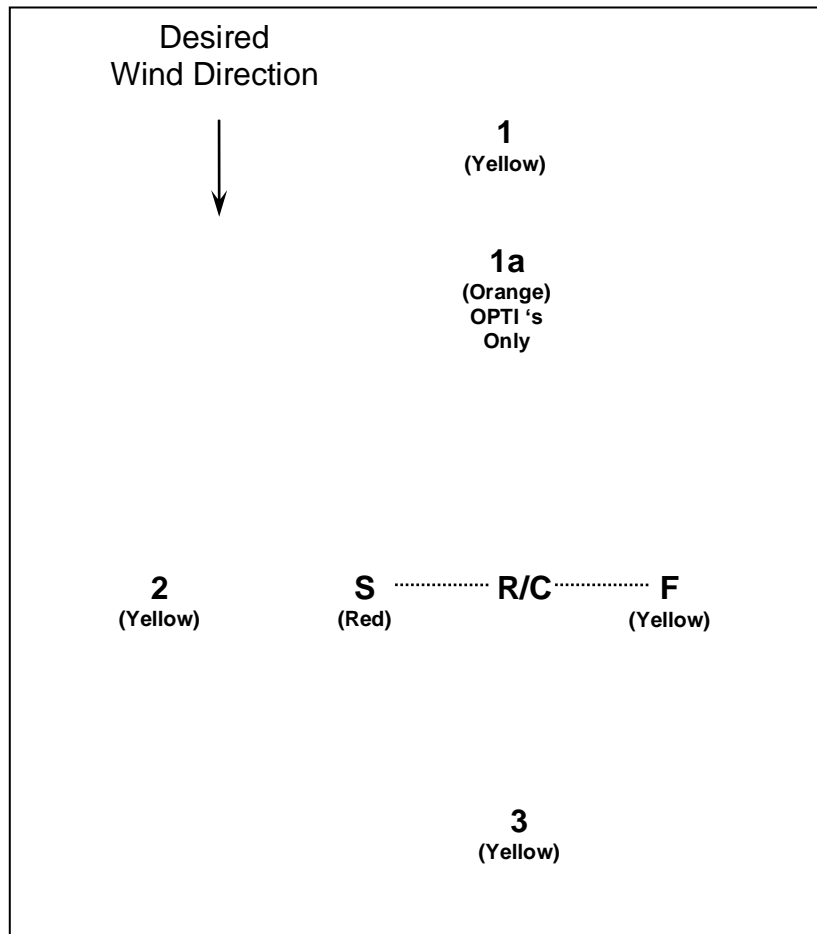 Desired
Wind Direction
1
(Yellow)
1a
(Orange)
OPTI ‘s
Only
2 S R/C F
(Yellow) (Red) (Yellow)
3
(Yellow)